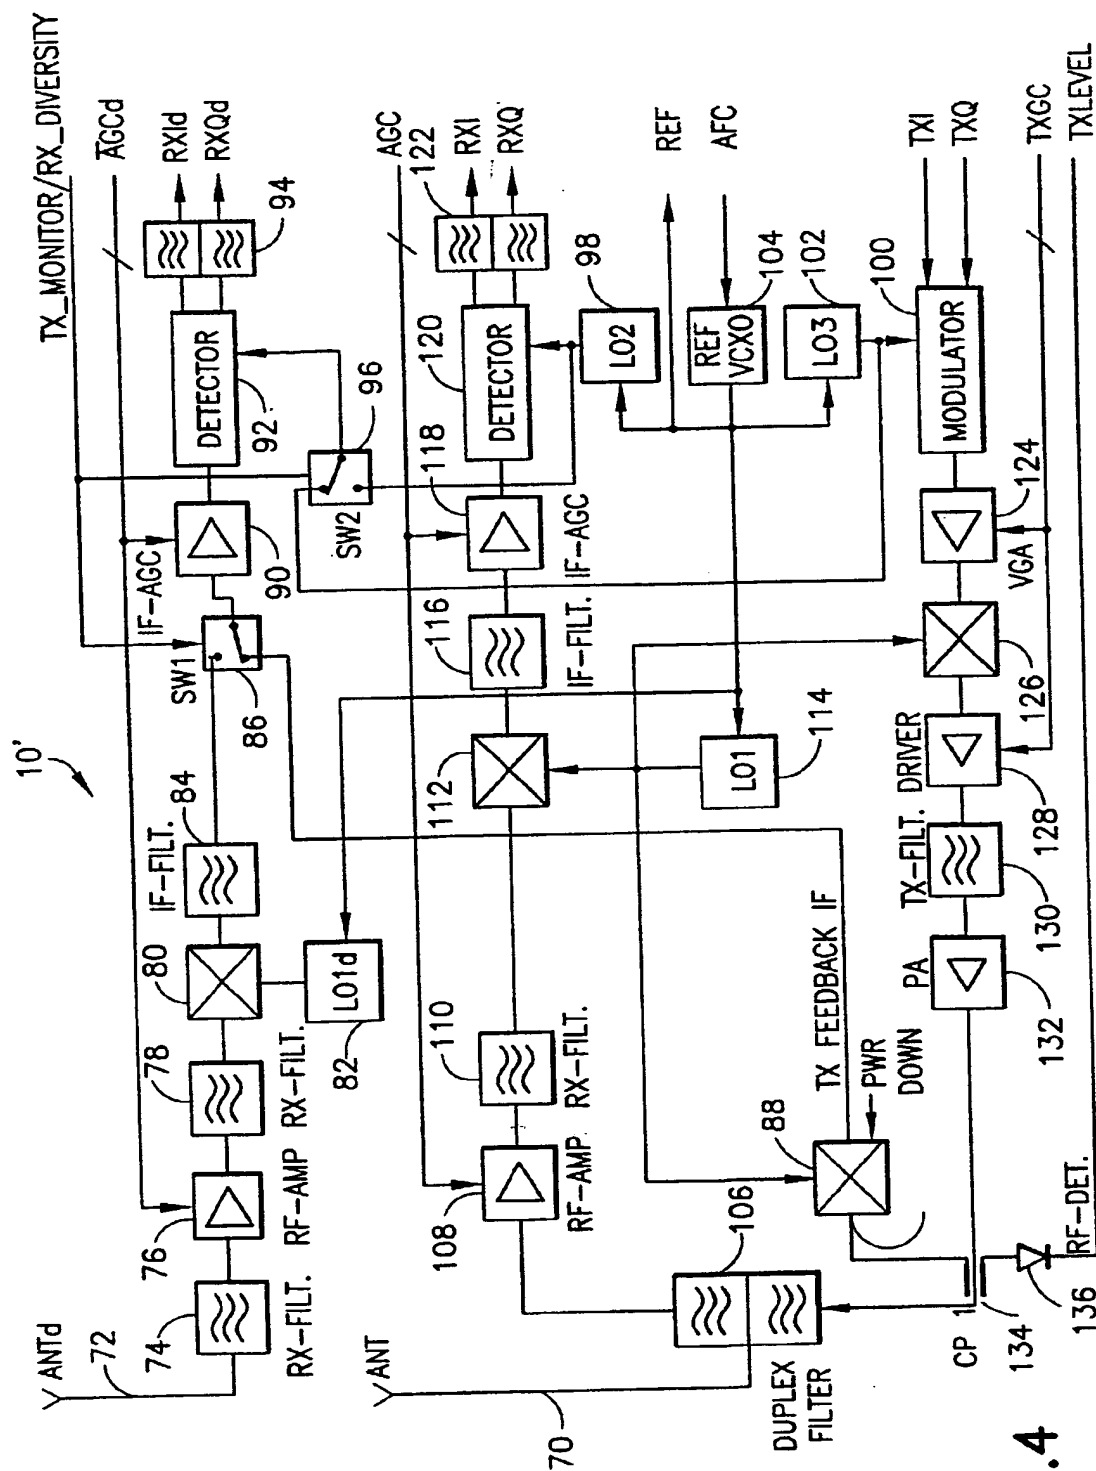 10'
TX_MONITOR/RX_DIVERSITY
AGCd
RXId
RXQd
94
ANTd
72
74
RX-FILT.
76
RF-AMP
78
RX-FILT.
80
LO1d
82
IF-FILT.
84
SW1
86
IF-AGC
90
DETECTOR
92
SW2
96
AGC
122
RXI
RXQ
ANT
70
DUPLEX
FILTER
106
108
RF-AMP
110
RX-FILT.
112
LO1
114
116
IF-FILT.
118
IF-AGC
120
DETECTOR
LO2
98
REF
AFC
REF
VCXO
104
LO3
102
TX FEEDBACK IF
88
PWR
DOWN
TXI
TXQ
100
MODULATOR
124
VGA
126
DRIVER
128
TX-FILT.
130
PA
132
TXGC
TXLEVEL
CP 1
134
136
RF-DET.
.4